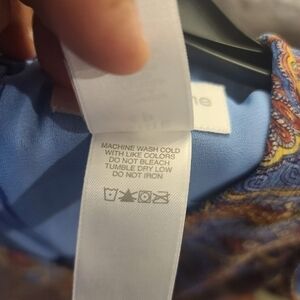 MACHINE WASH COLD
WITH LIKE COLORS
DO NOT BLEACH
TUMBLE DRY LOW
DO NOT IRON